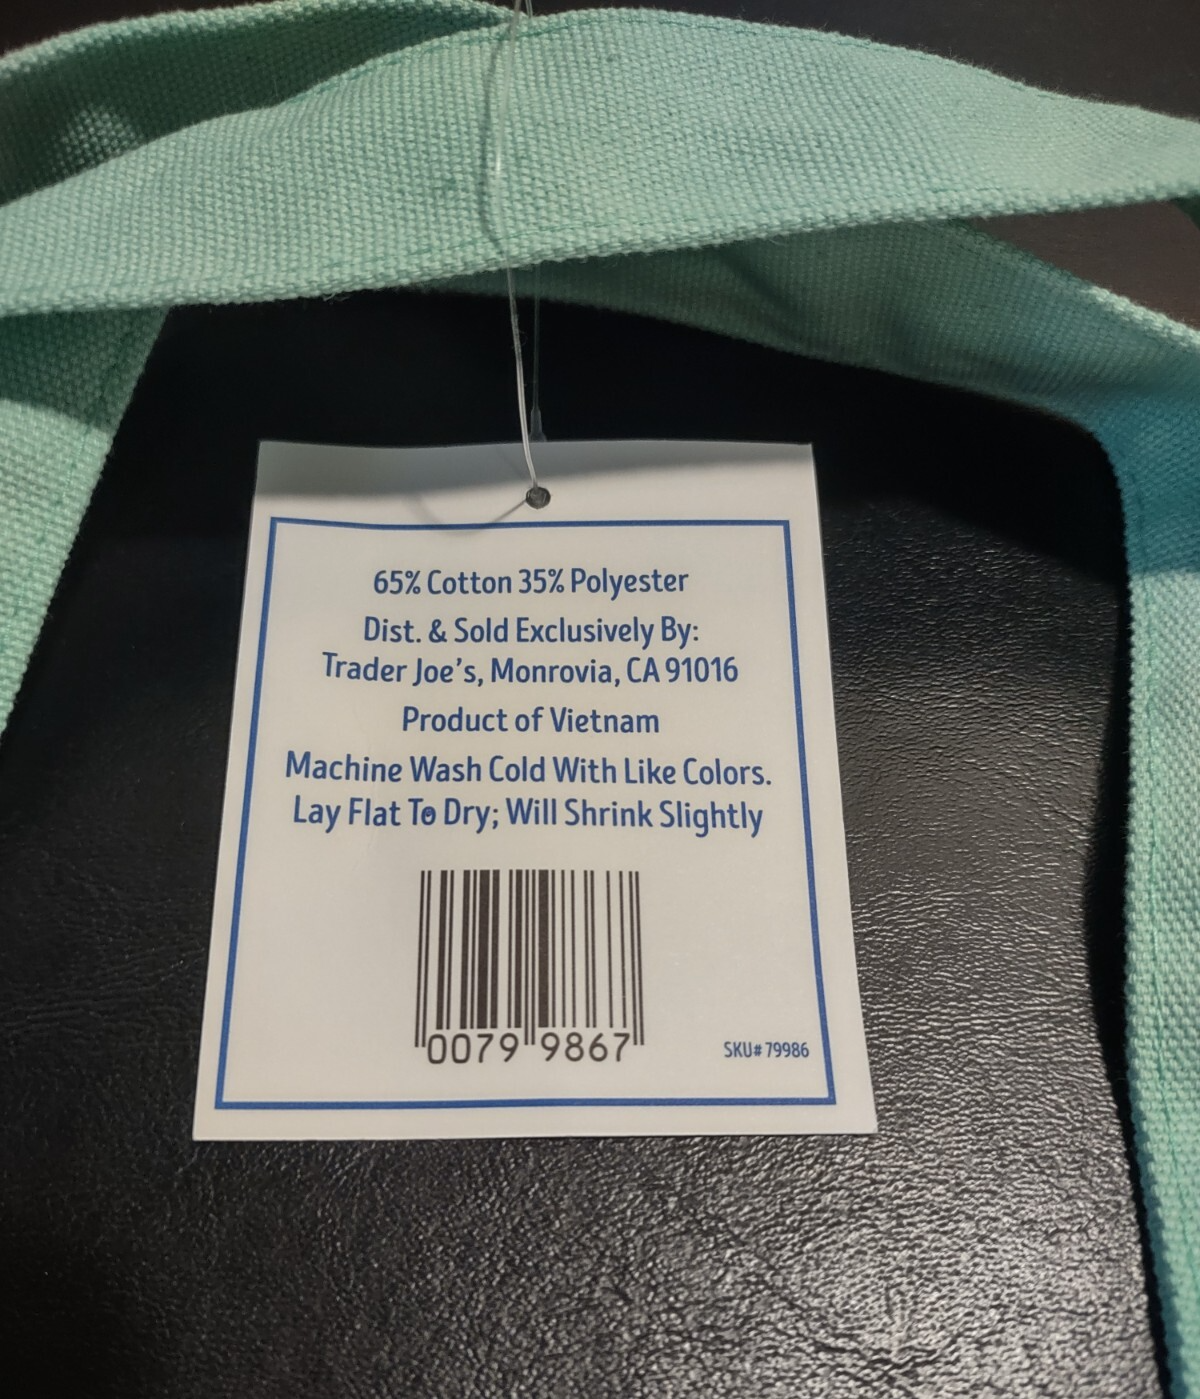 65% Cotton 35% Polyester
Dist. & Sold Exclusively By:
Trader Joe's, Monrovia, CA 91016
Product of Vietnam
Machine Wash Cold With Like Colors.
Lay Flat To Dry; Will Shrink Slightly
0079 9867
SKU# 79986